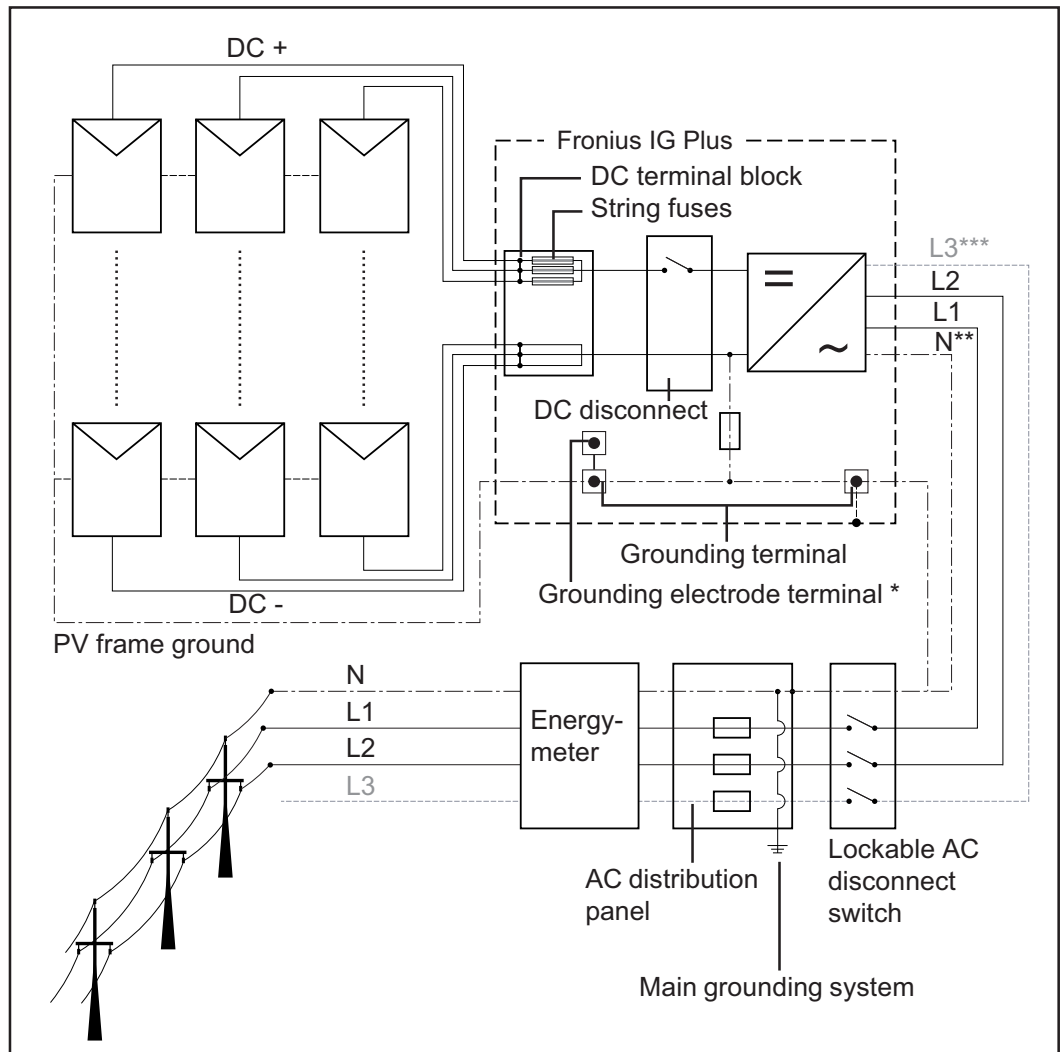 DC +
Fronius IG Plus
DC terminal block
String fuses
L3***
L2
L1
N**
=
~
DC disconnect
Grounding terminal
Grounding electrode terminal *
DC -
PV frame ground
N
L1
L2
L3
Energy-
meter
AC distribution
panel
Lockable AC
disconnect
switch
Main grounding system